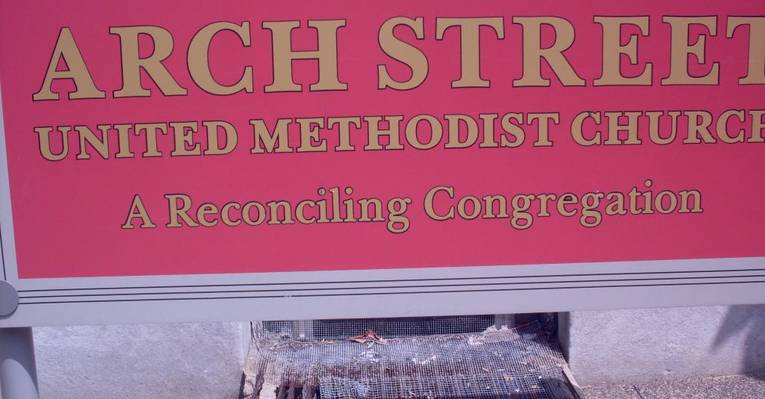 ARCH STREET
UNITED METHODIST CHURCH
A Reconciling Congregation